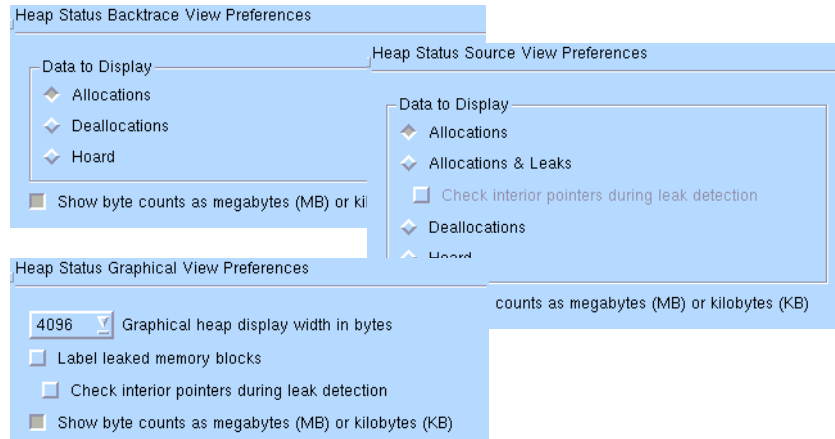 Heap Status Backtrace View Preferences
Data to Display
Allocations
Deallocations
Hoard
Show byte counts as megabytes (MB) or
Heap Status Source View Preferences
Data to Display
Allocations
Allocations & Leaks
Check interior pointers during leak detection
Deallocations
Hoard
counts as megabytes (MB) or kilobytes (KB)
Heap Status Graphical View Preferences
4096 Graphical heap display width in bytes
Label leaked memory blocks
Check interior pointers during leak detection
Show byte counts as megabytes (MB) or kilobytes (KB)